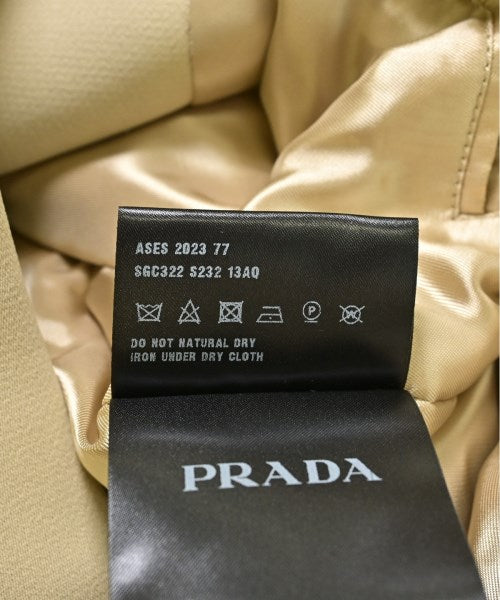 ASES 2023 77
SGC322 S232 13AQ
P W
DO NOT NATURAL DRY
IRON UNDER DRY CLOTH
PRADA